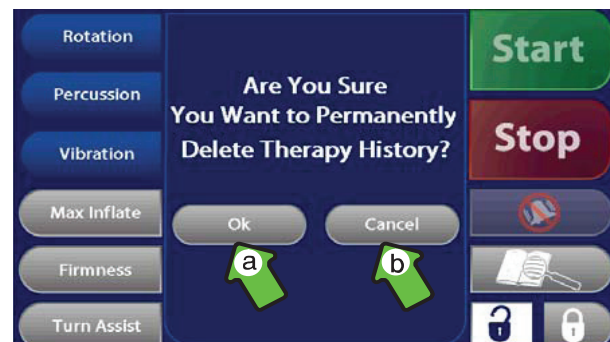 Rotation
Percussion
Vibration
Max Inflate
Firmness
Turn Assist
Are You Sure
You Want to Permanently
Delete Therapy History?
Ok
Cancel
a
b
Start
Stop